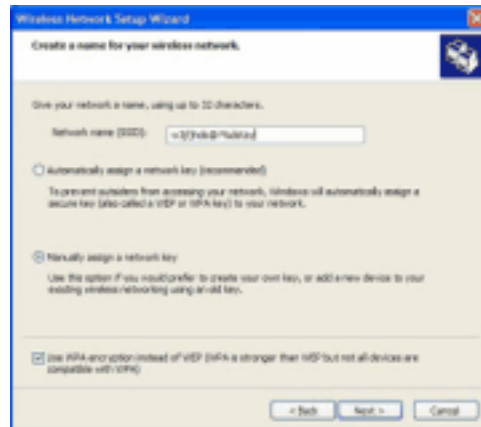 Wireless Network Setup Wizard
Create a name for your wireless network.
Give your network a name, using up to 32 characters.
Network name (SSID):
Automatically assign a network key (recommended)
To prevent outsiders from accessing your network, Windows will automatically assign a
secure key (also called a WEP or WPA key) to your network.
Manually assign a network key
Use this option if you would prefer to create your own key, or add a new device to your
existing wireless networking using an old key.
Use WPA encryption instead of WEP (WPA is stronger than WEP but not all devices are
compatible with WPA)
< Back
Next >
Cancel